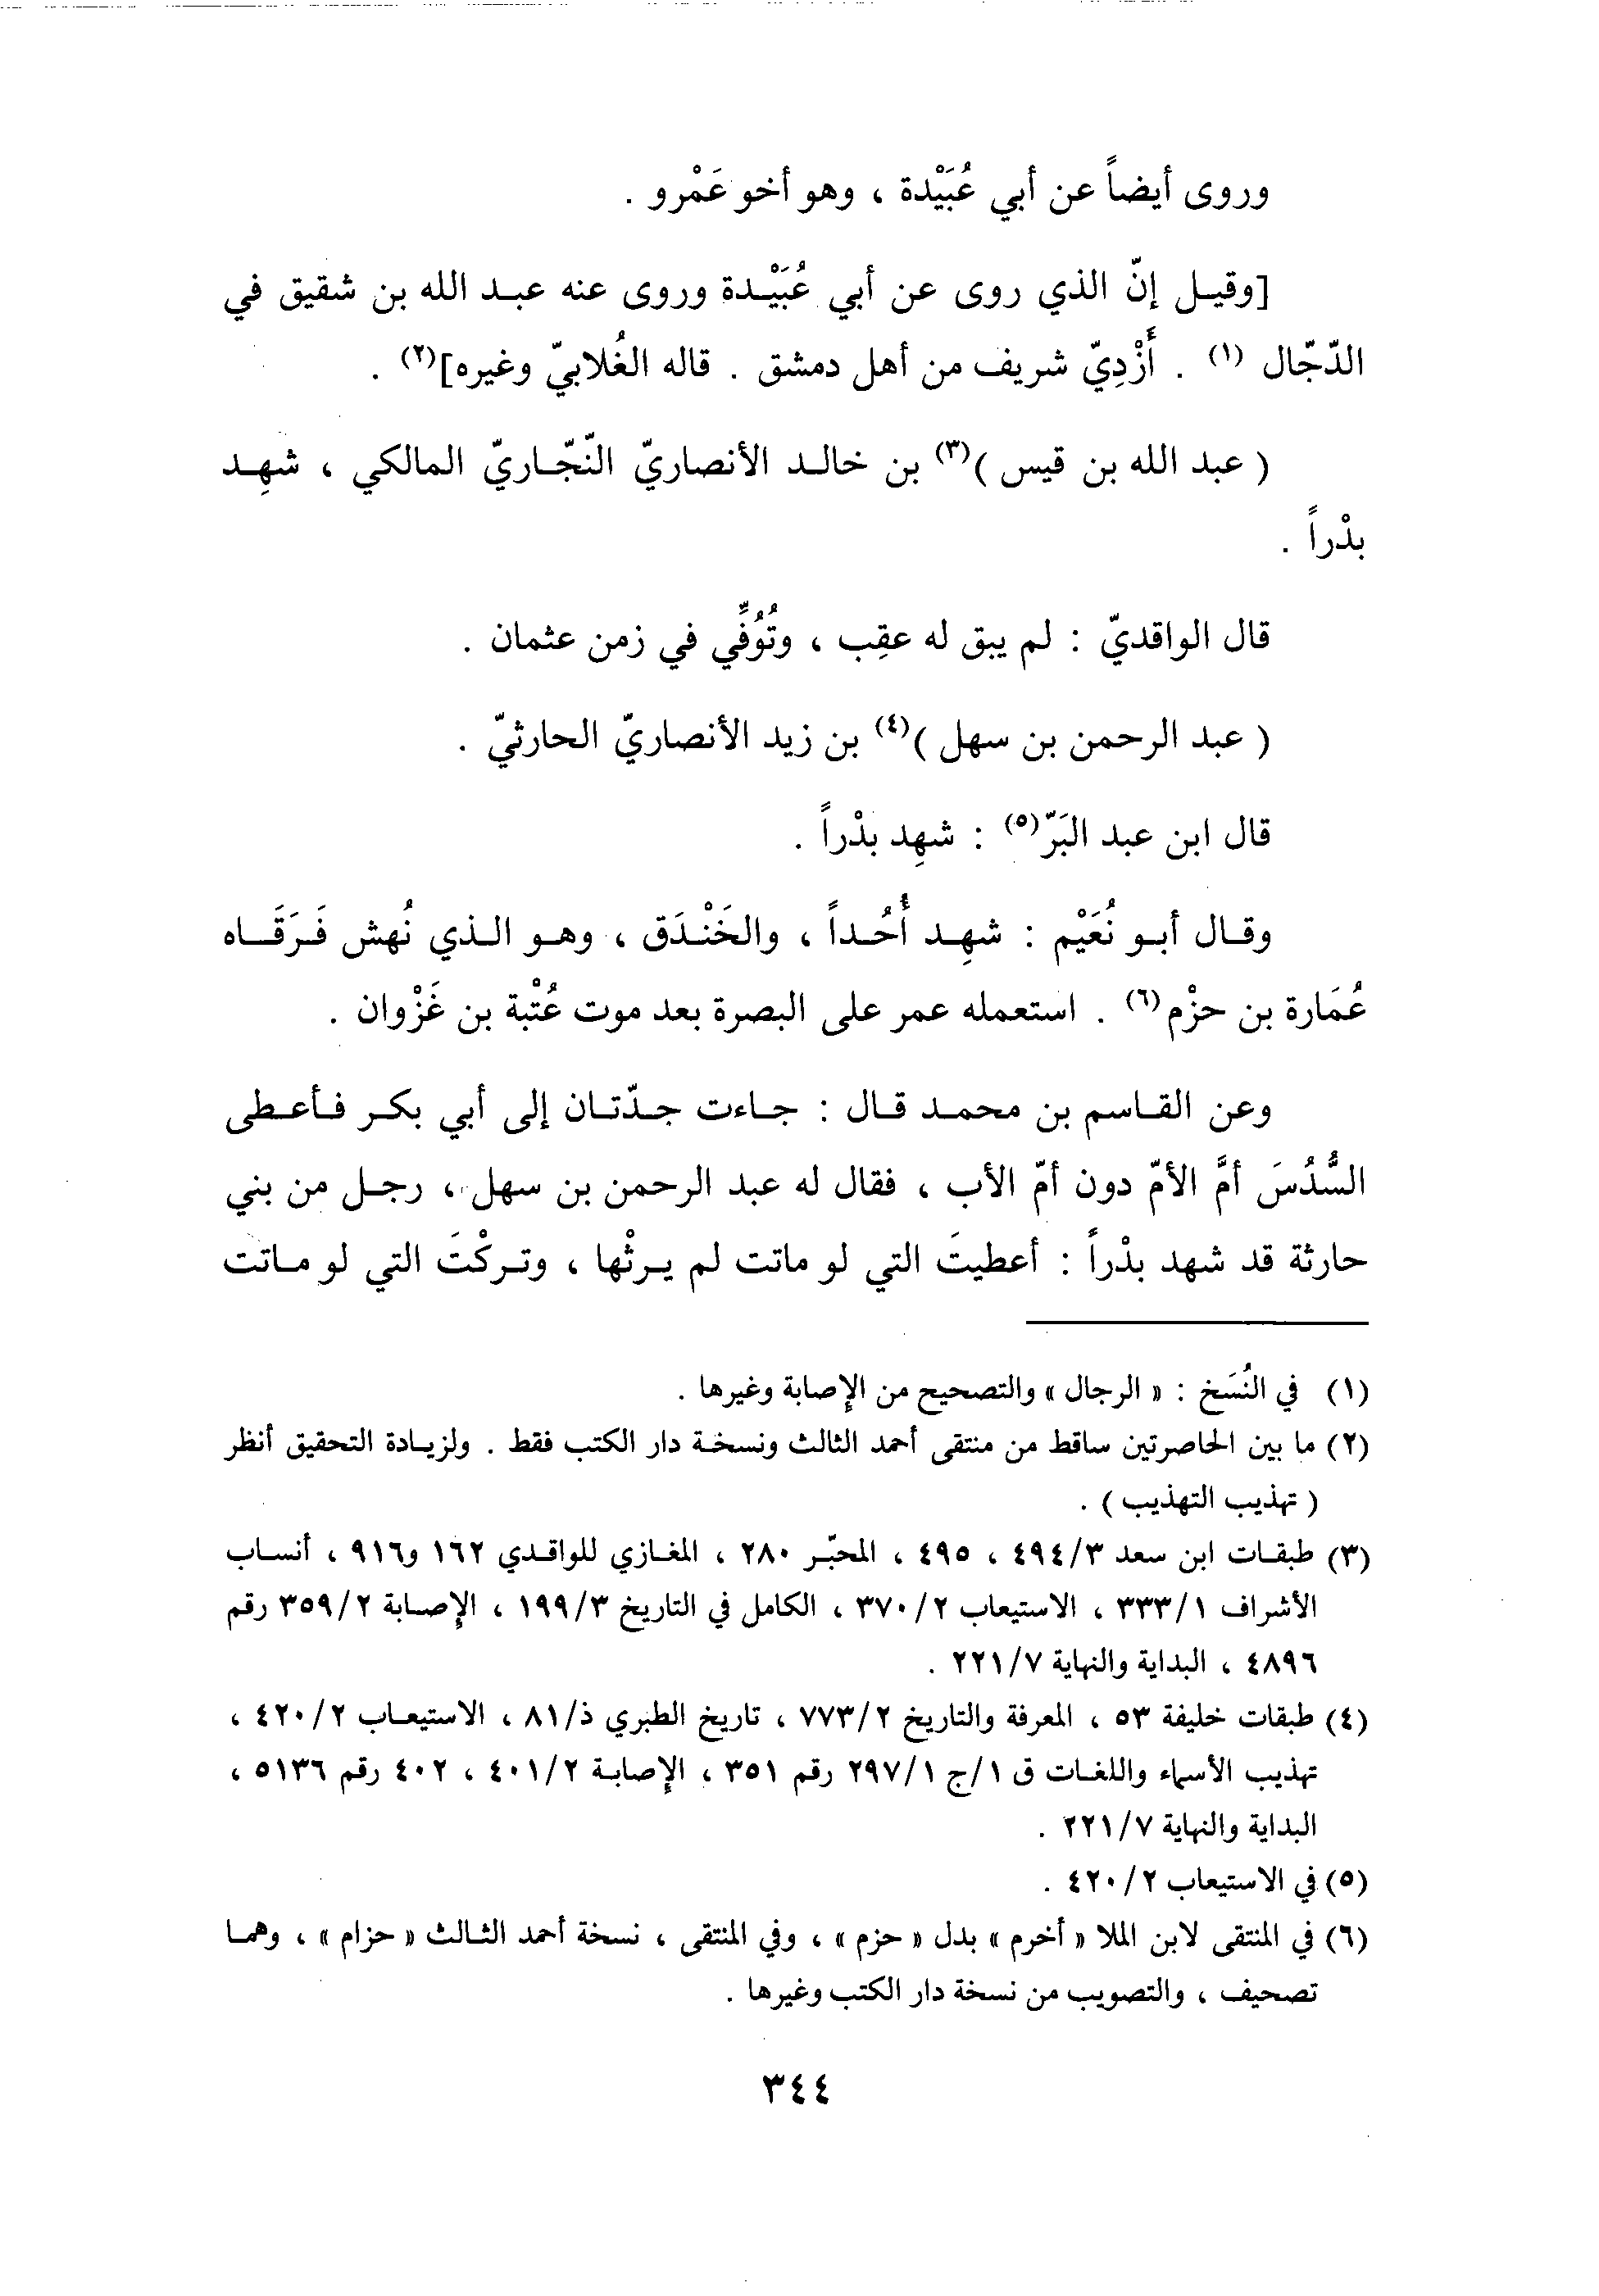 وروى أيضاً عن أبي عُبَيْدة ، وهو أخو عَمْرو .
[وقيل إنّ الذي روى عن أبي عُبَيْدة وروى عنه عبد الله بن شقيق في
الدّجّال (١) . أَزْدِيّ شريف من أهل دمشق . قاله الغُلابيّ وغيره](٢) .
( عبد الله بن قيس )(٣) بن خالد الأنصاريّ النّجّاريّ المالكي ، شهِد
بدْراً .
قال الواقديّ : لم يبق له عقِب ، وتُوُفِّي في زمن عثمان .
( عبد الرحمن بن سهل )(٤) بن زيد الأنصاريّ الحارثيّ .
قال ابن عبد البَرّ(٥) : شهِد بدْراً .
وقال أبو نُعَيْم : شهِد أُحُداً ، والخَنْدَق ، وهو الذي نُهش فَرَقَاه
عُمَارة بن حزْم(٦) . استعمله عمر على البصرة بعد موت عُتْبة بن غَزْوان .
وعن القاسم بن محمد قال : جاءت جدّتان إلى أبي بكر فأعطى
السُّدُسَ أمَّ الأمّ دون أمّ الأب ، فقال له عبد الرحمن بن سهل ، رجل من بني
حارثة قد شهد بدْراً : أعطيتَ التي لو ماتت لم يرثْها ، وتركْتَ التي لو ماتت
(١) في النُسَخ : « الرجال » والتصحيح من الإصابة وغيرها .
(٢) ما بين الحاصرتين ساقط من منتقى أحمد الثالث ونسخة دار الكتب فقط . ولزيادة التحقيق أنظر
( تهذيب التهذيب ) .
(٣) طبقات ابن سعد ٣/‏٤٩٤ ، ٤٩٥ ، المحبّر ٢٨٠ ، المغازي للواقدي ١٦٢ و٩١٦ ، أنساب
الأشراف ١/‏٣٣٣ ، الاستيعاب ٢/‏٣٧٠ ، الكامل في التاريخ ٣/‏١٩٩ ، الإصابة ٢/‏٣٥٩ رقم
٤٨٩٦ ، البداية والنهاية ٧/‏٢٢١ .
(٤) طبقات خليفة ٥٣ ، المعرفة والتاريخ ٢/‏٧٧٣ ، تاريخ الطبري ذ/‏٨١ ، الاستيعاب ٢/‏٤٢٠ ،
تهذيب الأسماء واللغات ق ١/‏ج ١/‏٢٩٧ رقم ٣٥١ ، الإصابة ٢/‏٤٠١ ، ٤٠٢ رقم ٥١٣٦ ،
البداية والنهاية ٧/‏٢٢١ .
(٥) في الاستيعاب ٢/‏٤٢٠ .
(٦) في المنتقى لابن الملا « أخرم » بدل « حزم » ، وفي المنتقى ، نسخة أحمد الثالث « حزام » ، وهما
تصحيف ، والتصويب من نسخة دار الكتب وغيرها .
٣٤٤